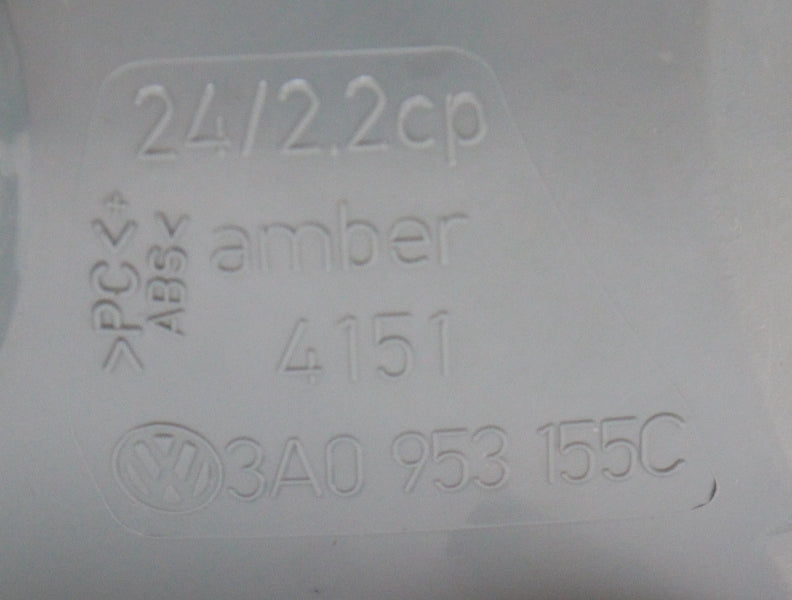 24/2.2cp
>PC<+
ABS<
amber
4151
3A0 953 155C